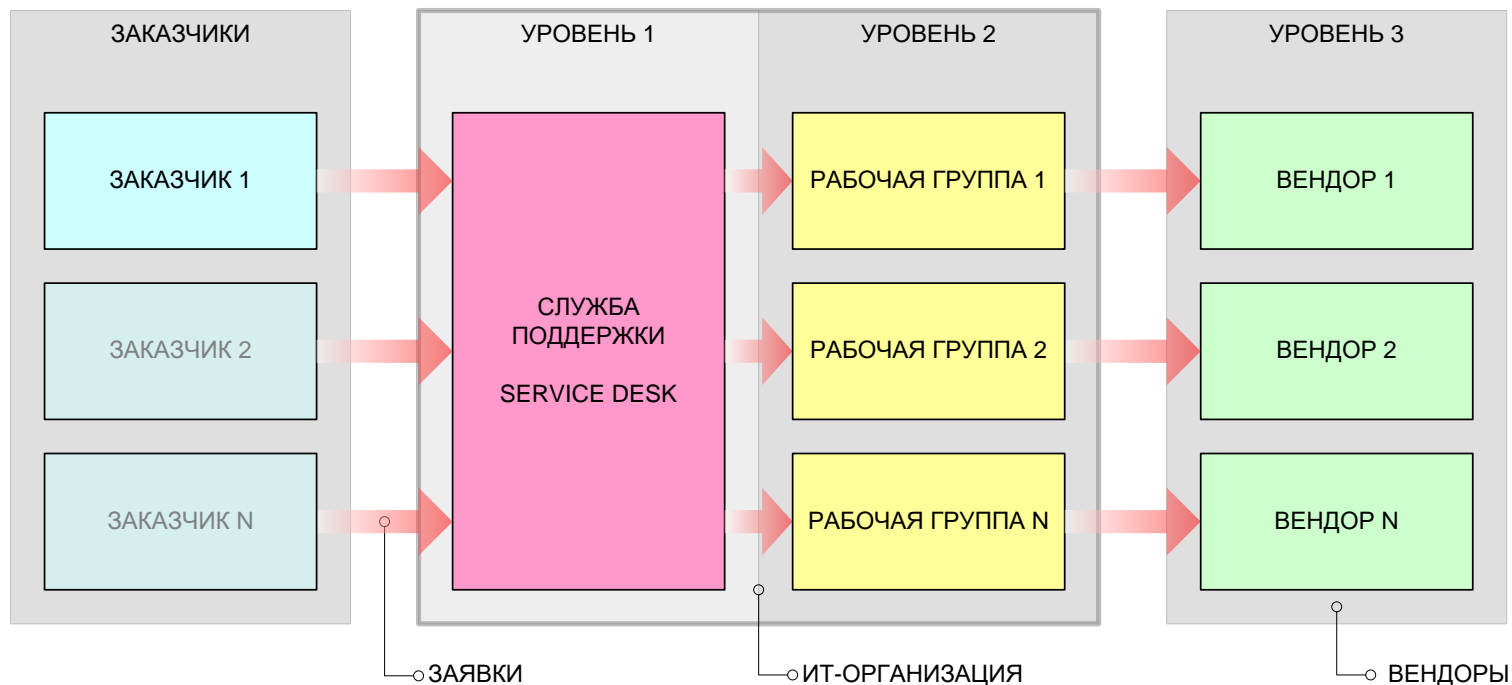 ЗАКАЗЧИКИ
УРОВЕНЬ 1
УРОВЕНЬ 2
УРОВЕНЬ 3
ЗАКАЗЧИК 1
РАБОЧАЯ ГРУППА 1
ВЕНДОР 1
СЛУЖБА
ПОДДЕРЖКИ
SERVICE DESK
ЗАКАЗЧИК 2
РАБОЧАЯ ГРУППА 2
ВЕНДОР 2
ЗАКАЗЧИК N
РАБОЧАЯ ГРУППА N
ВЕНДОР N
ЗАЯВКИ
ИТ-ОРГАНИЗАЦИЯ
ВЕНДОРЫ